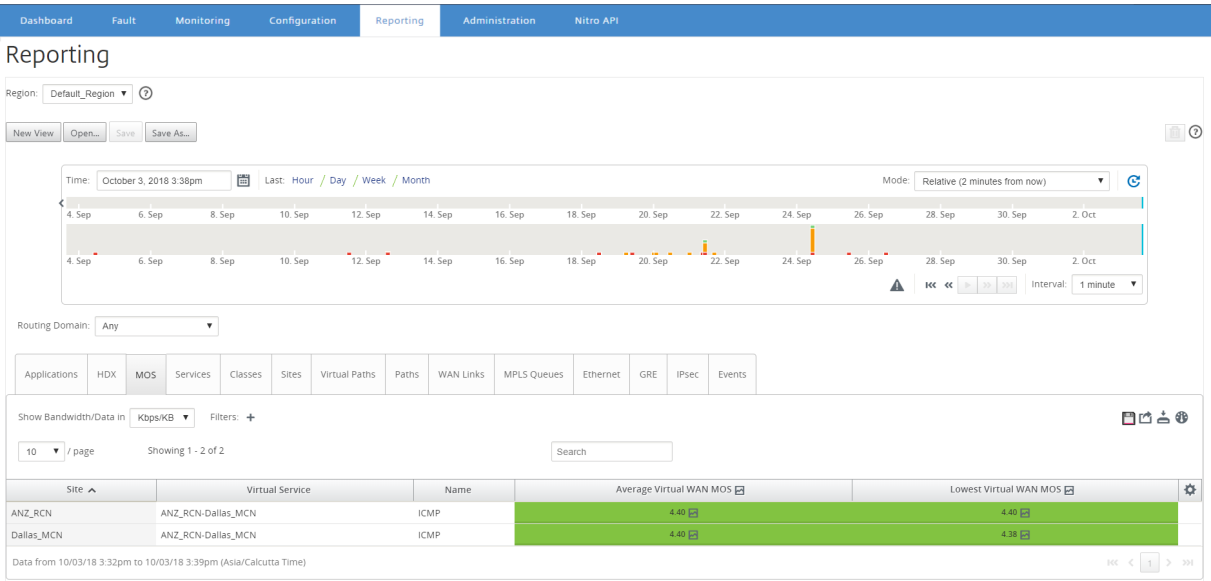 Dashboard Fault Monitoring Configuration Reporting Administration Nitro API
Reporting
Region: Default_Region
New View Open... Save Save As...
Time: October 3, 2018 3:38pm Last: Hour / Day / Week / Month Mode: Relative (2 minutes from now)
4. Sep 6. Sep 8. Sep 10. Sep 12. Sep 14. Sep 16. Sep 18. Sep 20. Sep 22. Sep 24. Sep 26. Sep 28. Sep 30. Sep 2. Oct
4. Sep 6. Sep 8. Sep 10. Sep 12. Sep 14. Sep 16. Sep 18. Sep 20. Sep 22. Sep 24. Sep 26. Sep 28. Sep 30. Sep 2. Oct
Interval: 1 minute
Routing Domain: Any
Applications HDX MOS Services Classes Sites Virtual Paths Paths WAN Links MPLS Queues Ethernet GRE IPsec Events
Show Bandwidth/Data in Kbps/KB Filters: +
10 / page Showing 1 - 2 of 2 Search
Site Virtual Service Name Average Virtual WAN MOS Lowest Virtual WAN MOS
ANZ_RCN ANZ_RCN-Dallas_MCN ICMP 4.40 4.40
Dallas_MCN ANZ_RCN-Dallas_MCN ICMP 4.40 4.38
Data from 10/03/18 3:32pm to 10/03/18 3:39pm (Asia/Calcutta Time) 1